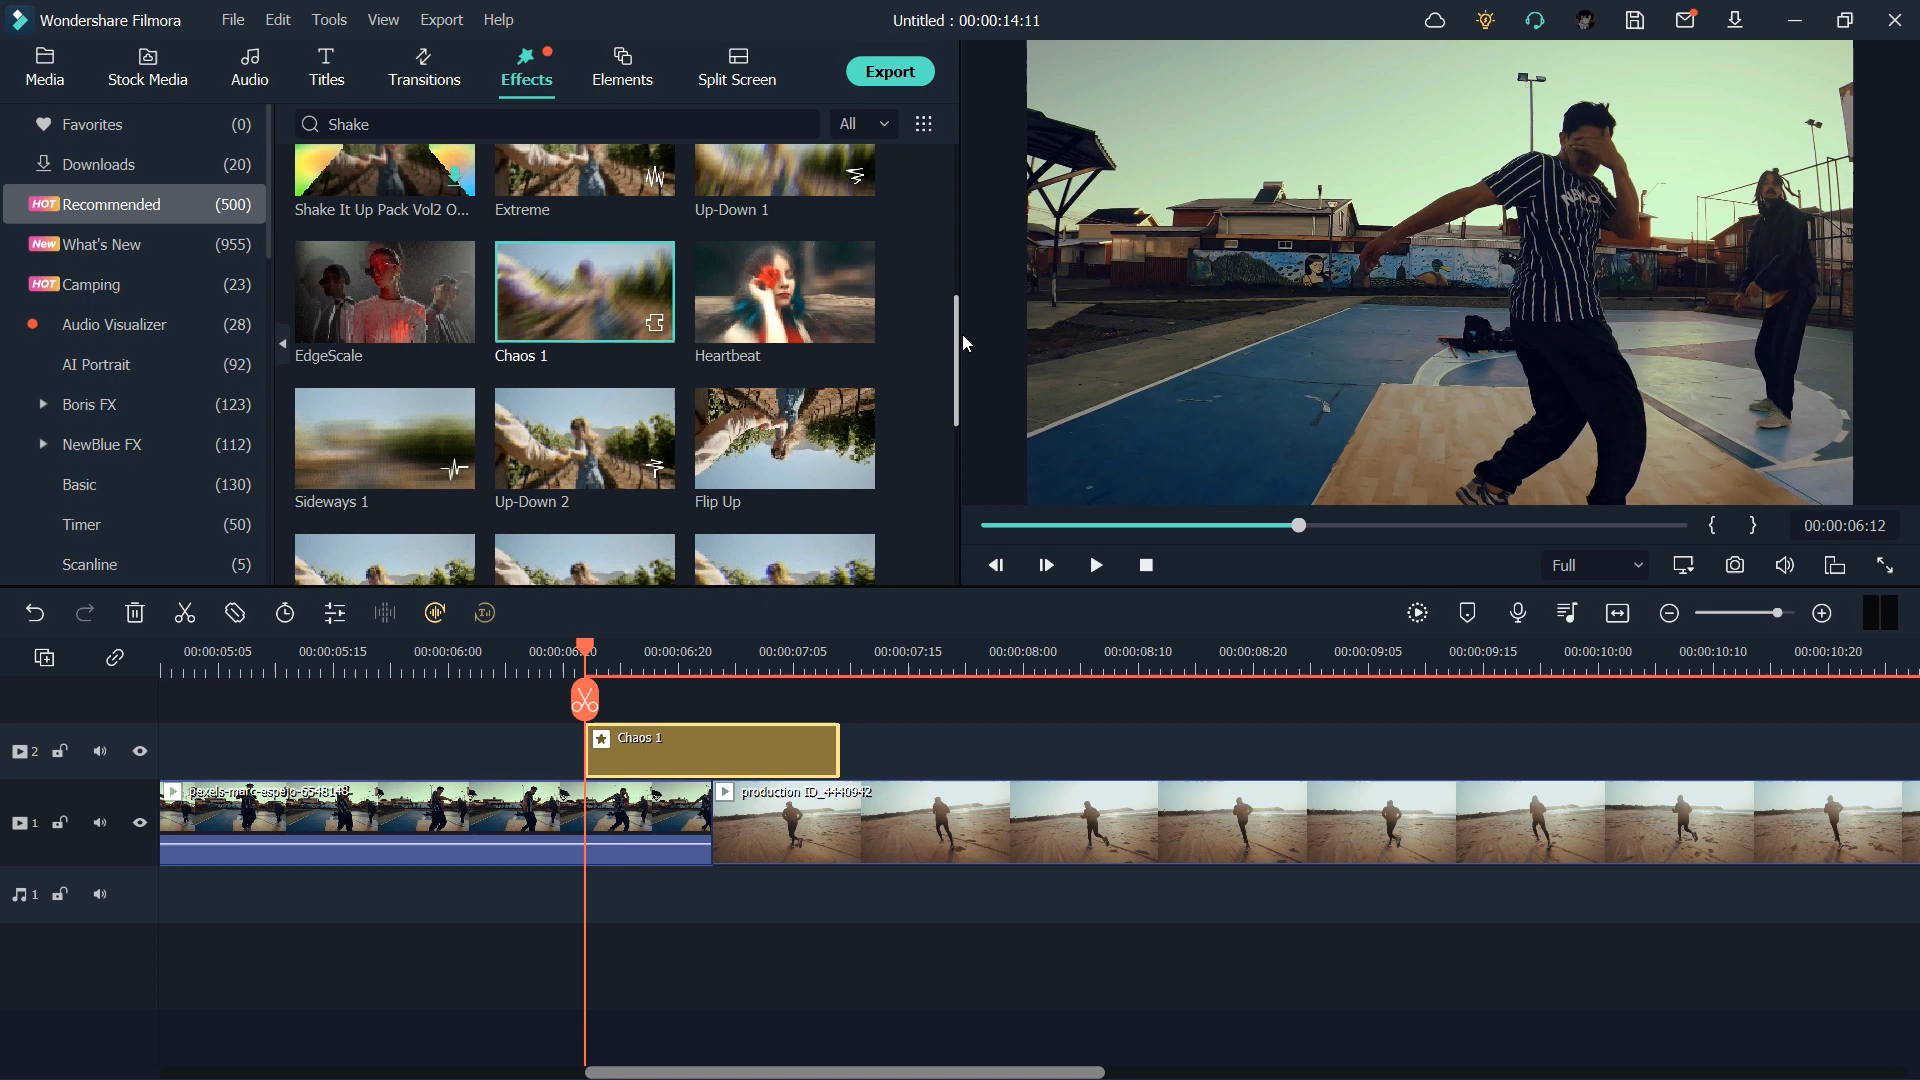 Wondershare Filmora
File Edit Tools View Export Help
Untitled : 00:00:14:11
Media
Stock Media
Audio
Titles
Transitions
Effects
Elements
Split Screen
Export
Favorites (0)
Downloads (20)
HOT Recommended (500)
New What's New (955)
HOT Camping (23)
Audio Visualizer (28)
AI Portrait (92)
Boris FX (123)
NewBlue FX (112)
Basic (130)
Timer (50)
Scanline (5)
Shake
All
Shake It Up Pack Vol2 O...
Extreme
Up-Down 1
EdgeScale
Chaos 1
Heartbeat
Sideways 1
Up-Down 2
Flip Up
{ } 00:00:06:12
Full
00:00:05:05 00:00:05:15 00:00:06:00 00:00:06:20 00:00:07:05 00:00:07:15 00:00:08:00 00:00:08:10 00:00:08:20 00:00:09:05 00:00:09:15 00:00:10:00 00:00:10:10 00:00:10:20
2
Chaos 1
1
pexels-marc-espejo-6548148
production ID_4440942
1